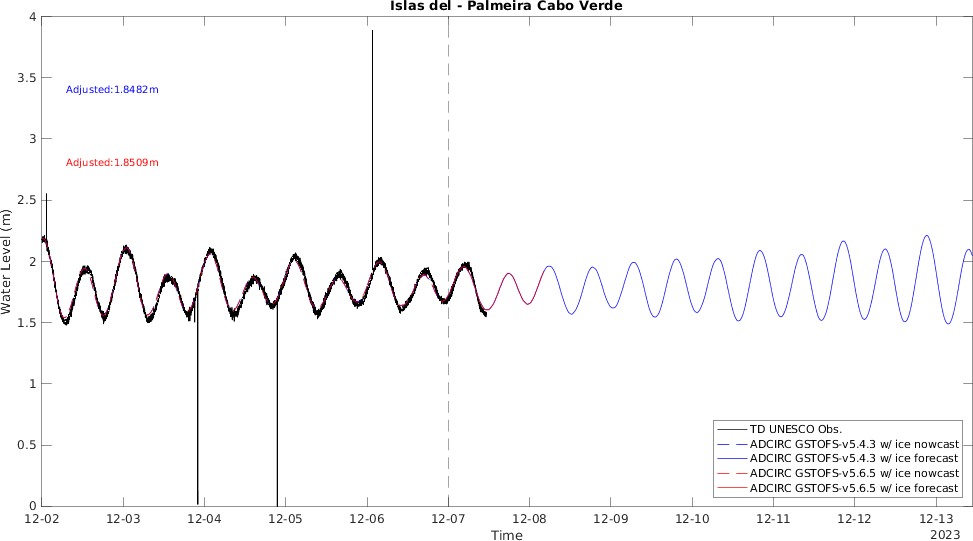 Islas del - Palmeira Cabo Verde
4
3.5
3
2.5
2
1.5
1
0.5
0
Water Level (m)
Adjusted:1.8482m
Adjusted:1.8509m
TD UNESCO Obs.
ADCIRC GSTOFS-v5.4.3 w/ ice nowcast
ADCIRC GSTOFS-v5.4.3 w/ ice forecast
ADCIRC GSTOFS-v5.6.5 w/ ice nowcast
ADCIRC GSTOFS-v5.6.5 w/ ice forecast
12-02 12-03 12-04 12-05 12-06 12-07 12-08 12-09 12-10 12-11 12-12 12-13
Time
2023